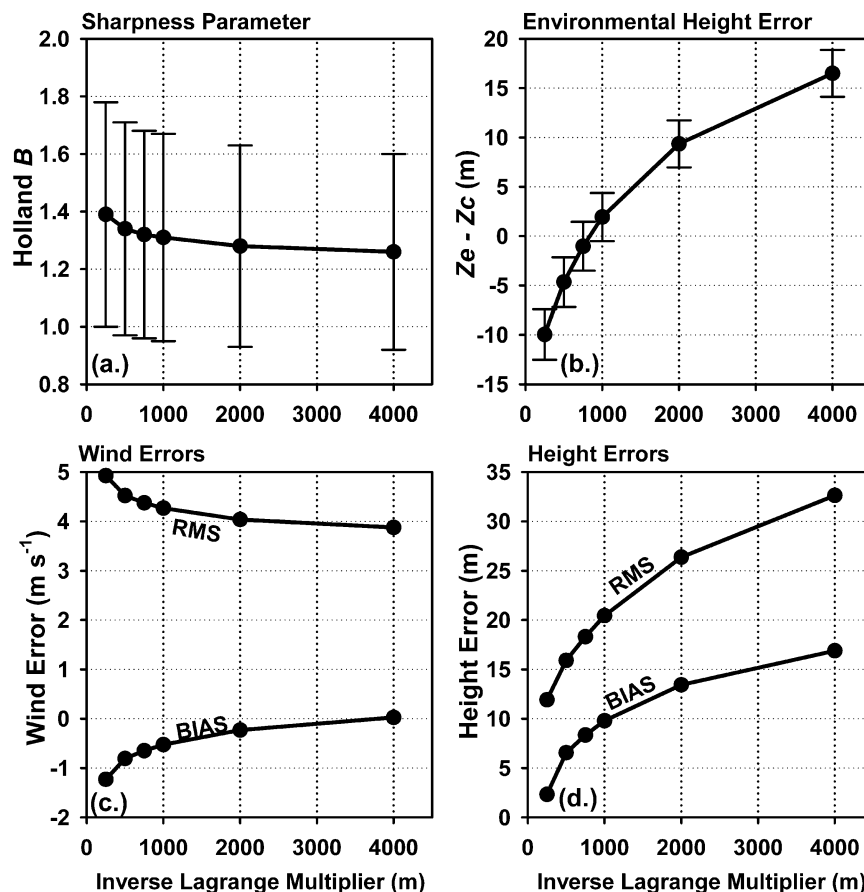 Sharpness Parameter
2.0
1.8
1.6
1.4
1.2
1.0
0.8
Holland B
(a.)
0 1000 2000 3000 4000
Environmental Height Error
20
15
10
5
0
-5
-10
-15
Ze - Zc (m)
(b.)
0 1000 2000 3000 4000
Wind Errors
5
4
3
2
1
0
-1
-2
Wind Error (m s-1)
RMS
BIAS
(c.)
0 1000 2000 3000 4000
Inverse Lagrange Multiplier (m)
Height Errors
35
30
25
20
15
10
5
0
Height Error (m)
RMS
BIAS
(d.)
0 1000 2000 3000 4000
Inverse Lagrange Multiplier (m)